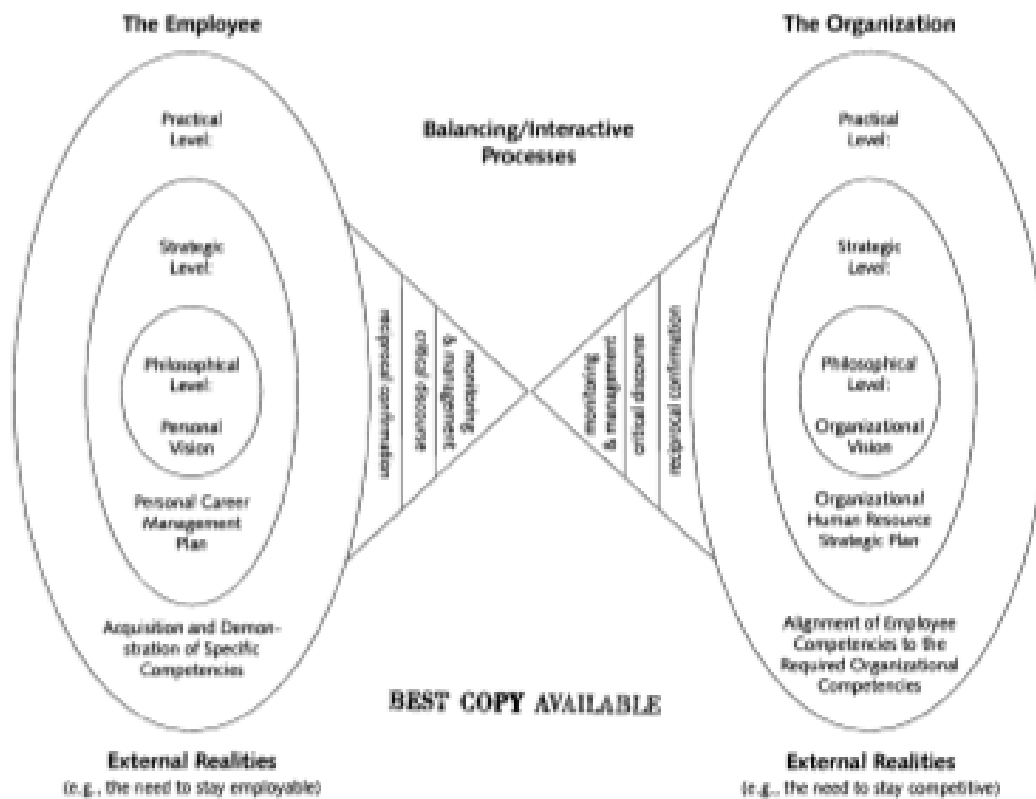 The Employee
Practical
Level:
Strategic
Level:
Philosophical
Level:
Personal
Vision
Personal Career
Management
Plan
Acquisition and Demon-
stration of Specific
Competencies
External Realities
(e.g., the need to stay employable)
Balancing/Interactive
Processes
reciprocal confirmation
critical discourse
monitoring
& management
monitoring
& management
critical discourse
reciprocal confirmation
BEST COPY AVAILABLE
The Organization
Practical
Level:
Strategic
Level:
Philosophical
Level:
Organizational
Vision
Organizational
Human Resource
Strategic Plan
Alignment of Employee
Competencies to the
Required Organizational
Competencies
External Realities
(e.g., the need to stay competitive)